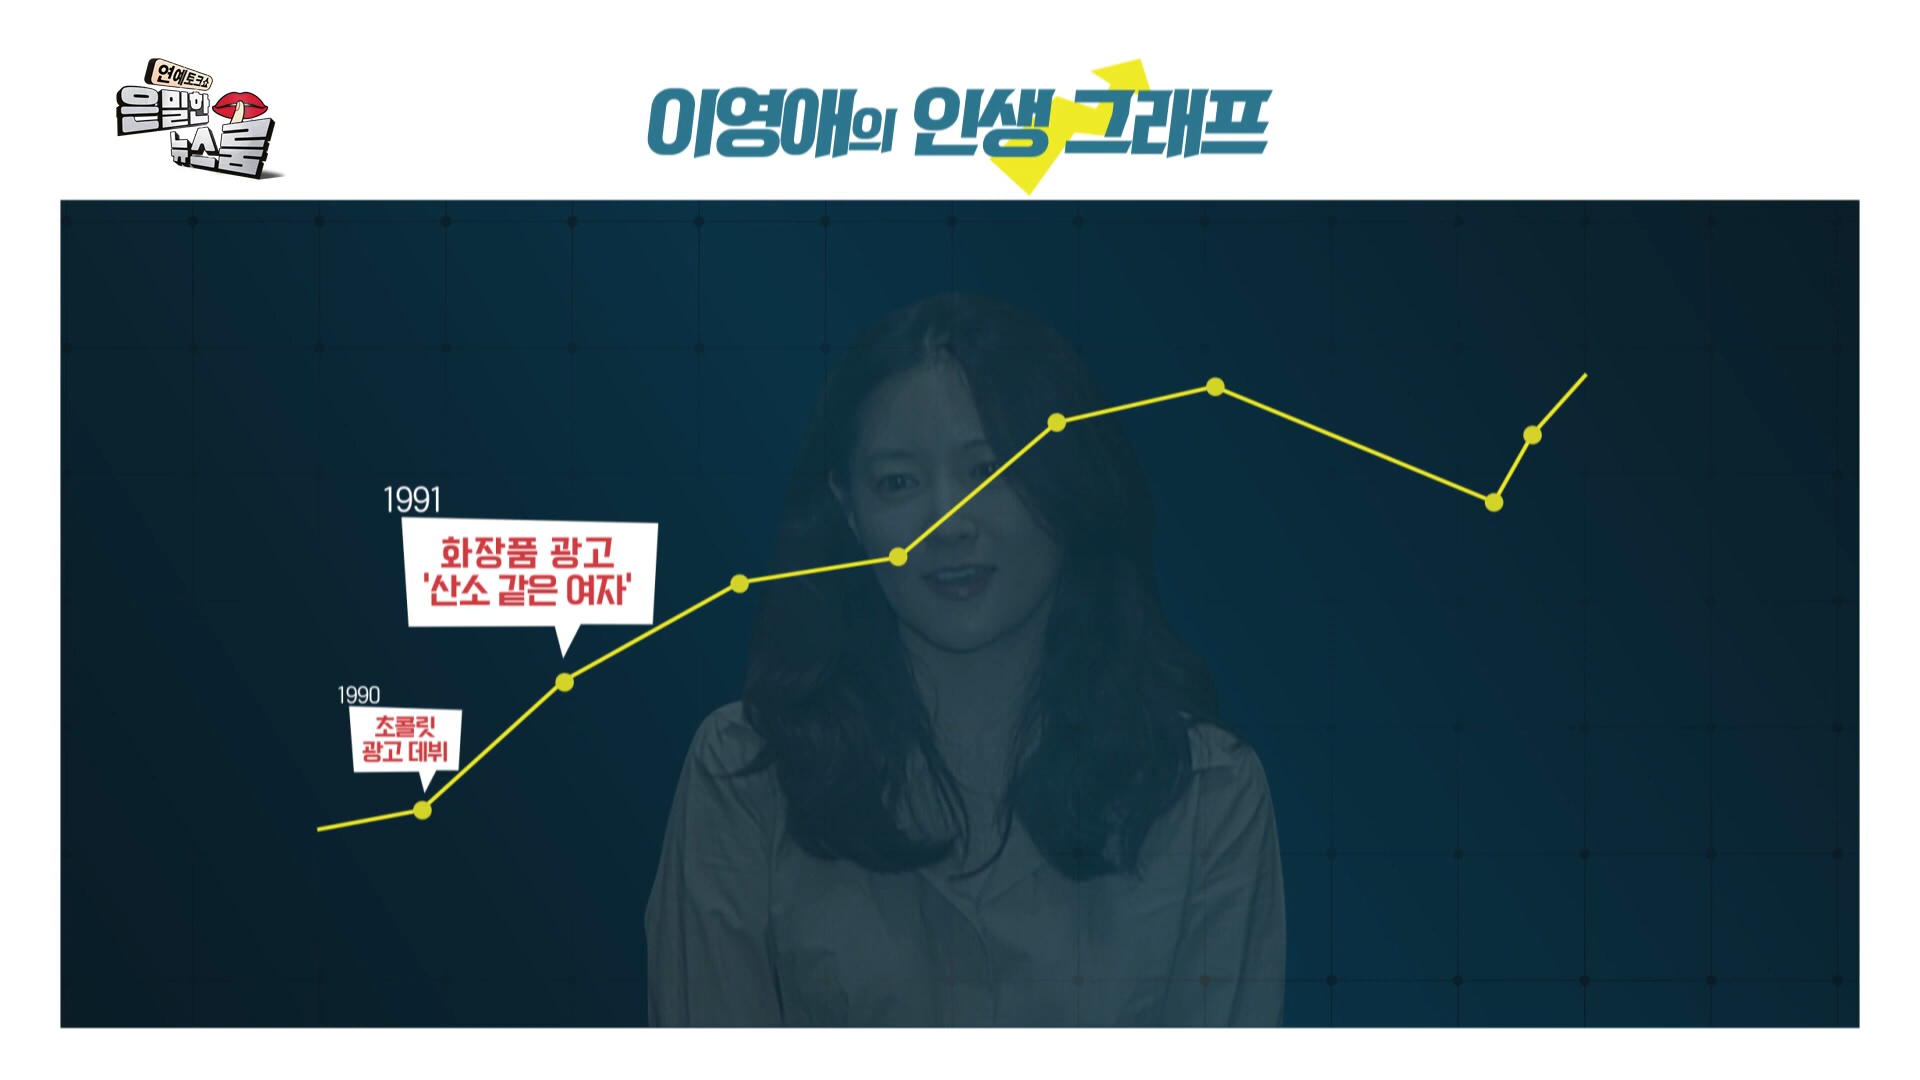 연예토크쇼
은밀한
뉴스룸
이영애의 인생 그래프
1991
화장품 광고
'산소 같은 여자'
1990
초콜릿
광고 데뷔